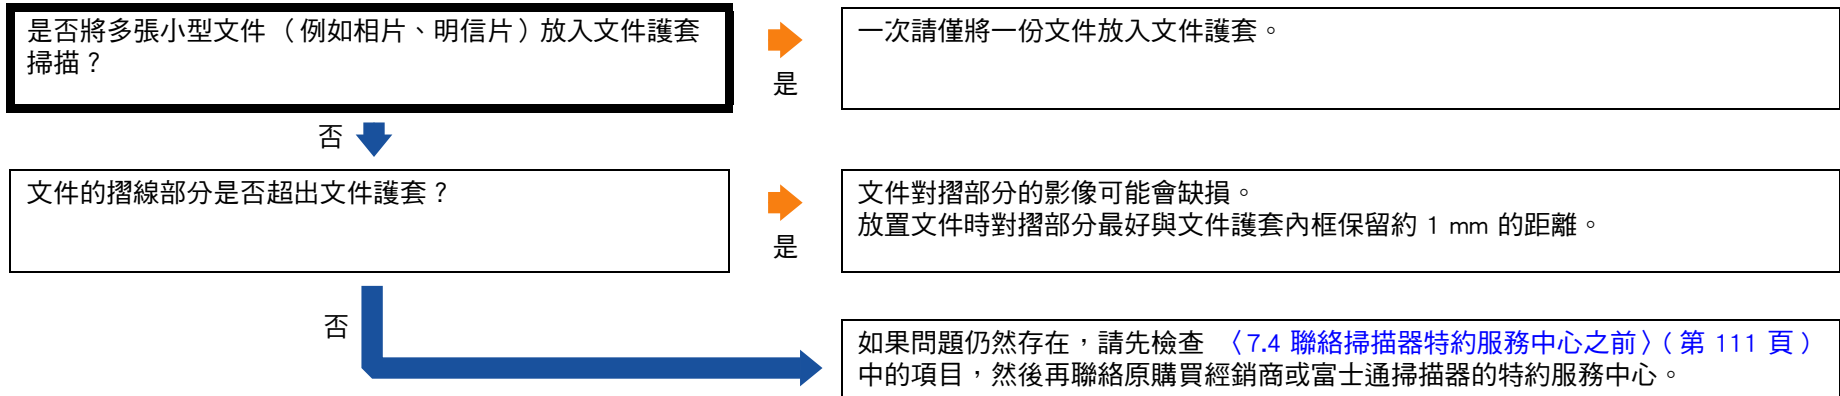 是否將多張小型文件（例如相片、明信片）放入文件護套
掃描？
是
一次請僅將一份文件放入文件護套。
否
文件的摺線部分是否超出文件護套？
是
文件對摺部分的影像可能會缺損。
放置文件時對摺部分最好與文件護套內框保留約 1 mm 的距離。
否
如果問題仍然存在，請先檢查 〈7.4 聯絡掃描器特約服務中心之前〉（第 111 頁）
中的項目，然後再聯絡原購買經銷商或富士通掃描器的特約服務中心。